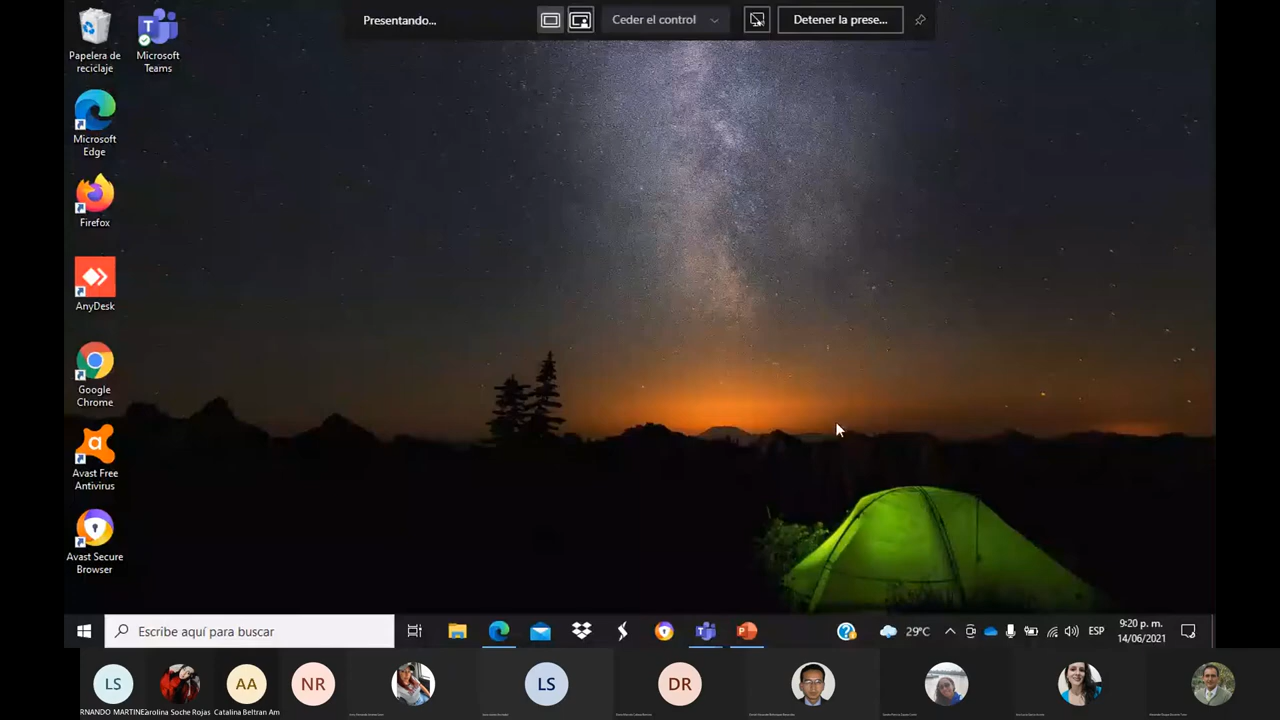 Presentando...
Ceder el control
Detener la prese...
Papelera de
reciclaje
Microsoft
Teams
Microsoft
Edge
Firefox
AnyDesk
Google
Chrome
Avast Free
Antivirus
Avast Secure
Browser
Escribe aquí para buscar
29°C
ESP
9:20 p. m.
14/06/2021
LS
AA
NR
LS
DR
RNANDO MARTINEZ
Carolina Soche Rojas
Catalina Beltran Am